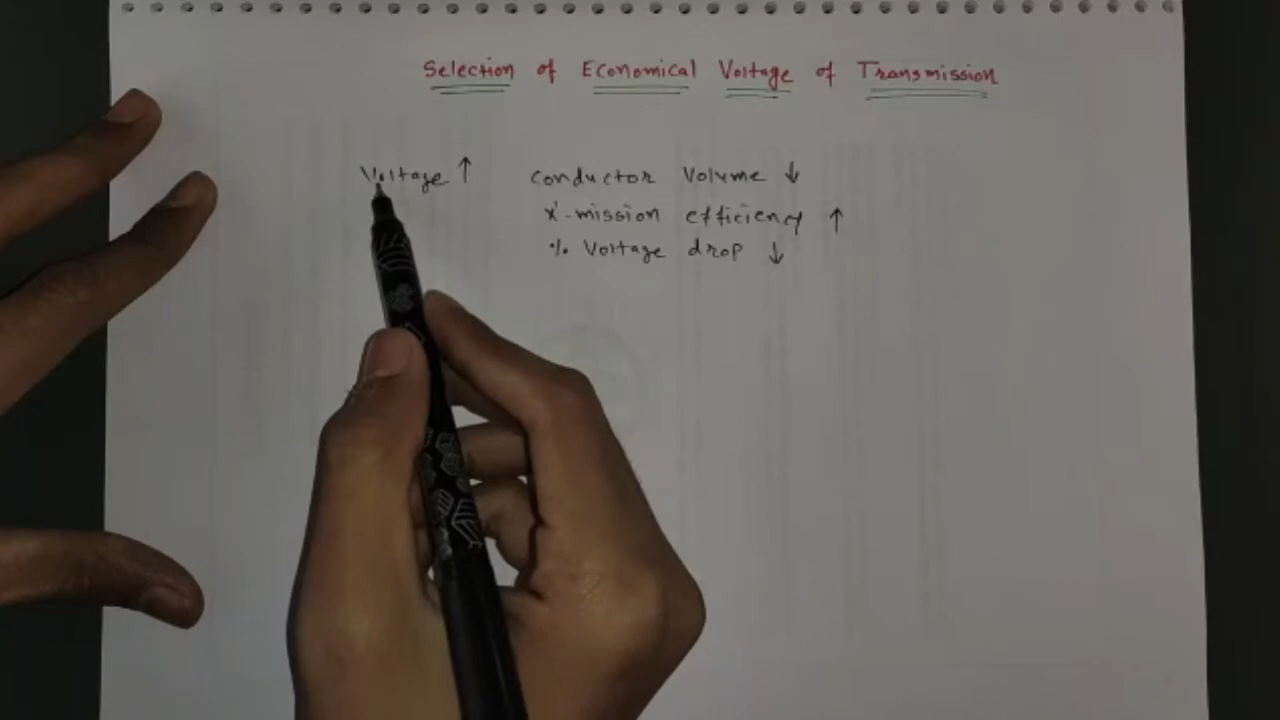 Selection of Economical Voltage of Transmission
Voltage ↑ conductor volume ↓
x'-mission efficiency ↑
% Voltage drop ↓